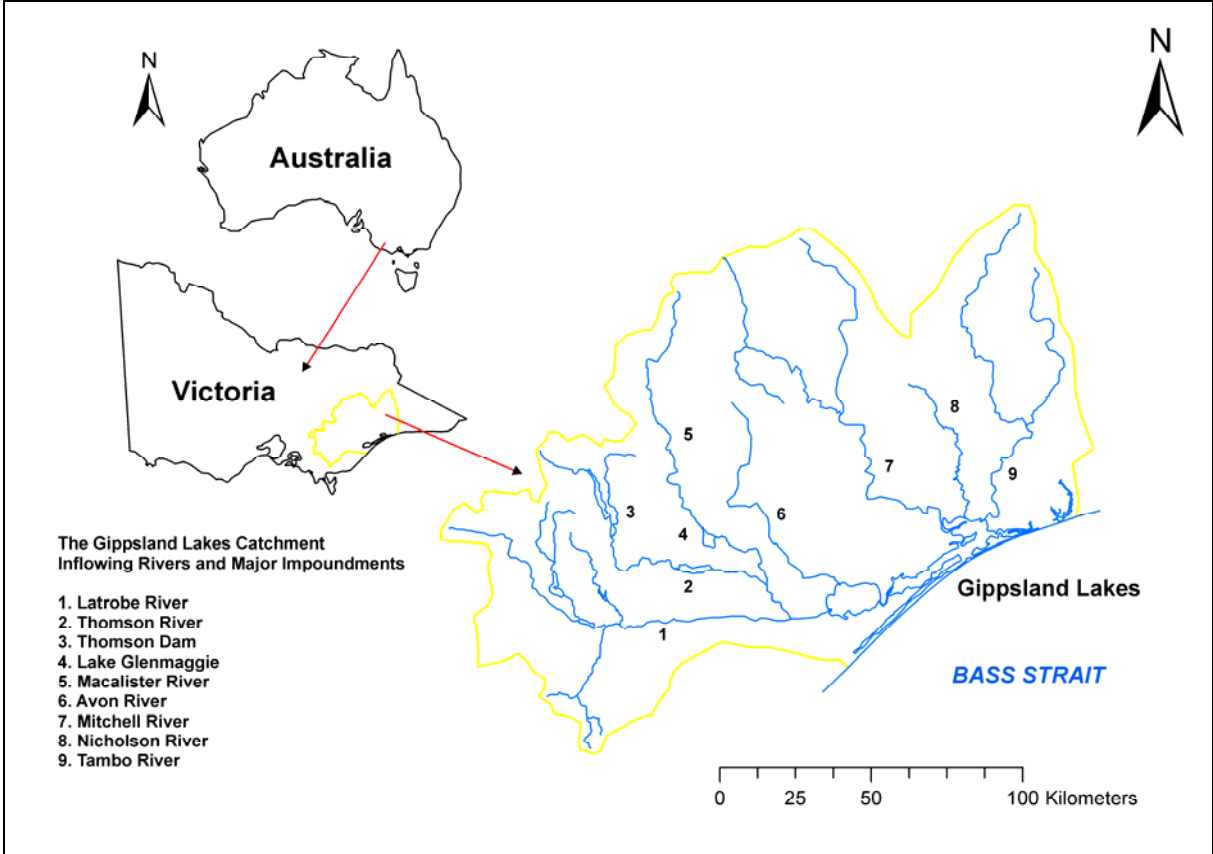 N
Australia
N
Victoria
The Gippsland Lakes Catchment
Inflowing Rivers and Major Impoundments
1. Latrobe River
2. Thomson River
3. Thomson Dam
4. Lake Glenmaggie
5. Macalister River
6. Avon River
7. Mitchell River
8. Nicholson River
9. Tambo River
8
5
7
9
3
6
4
2
1
Gippsland Lakes
BASS STRAIT
0 25 50 100 Kilometers